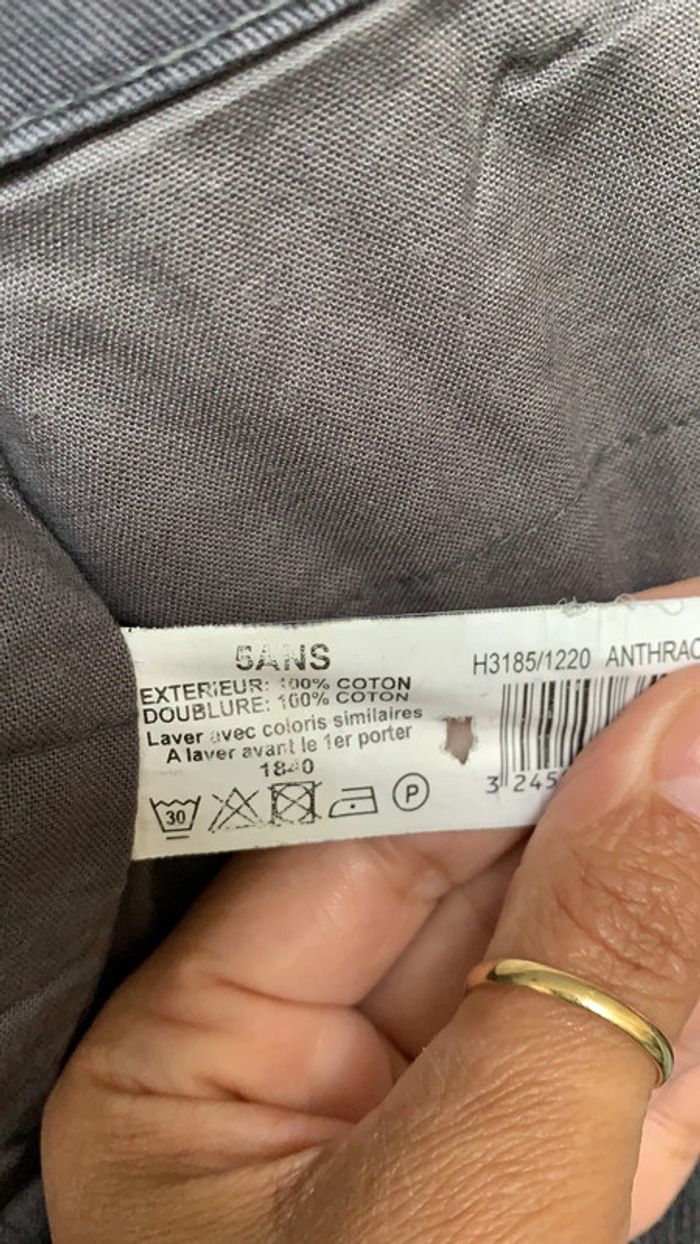 5ANS
EXTERIEUR: 100% COTON
DOUBLURE: 100% COTON
Laver avec coloris similaires
A laver avant le 1er porter
30
P
H3185/1220 ANTHRAC
3 245